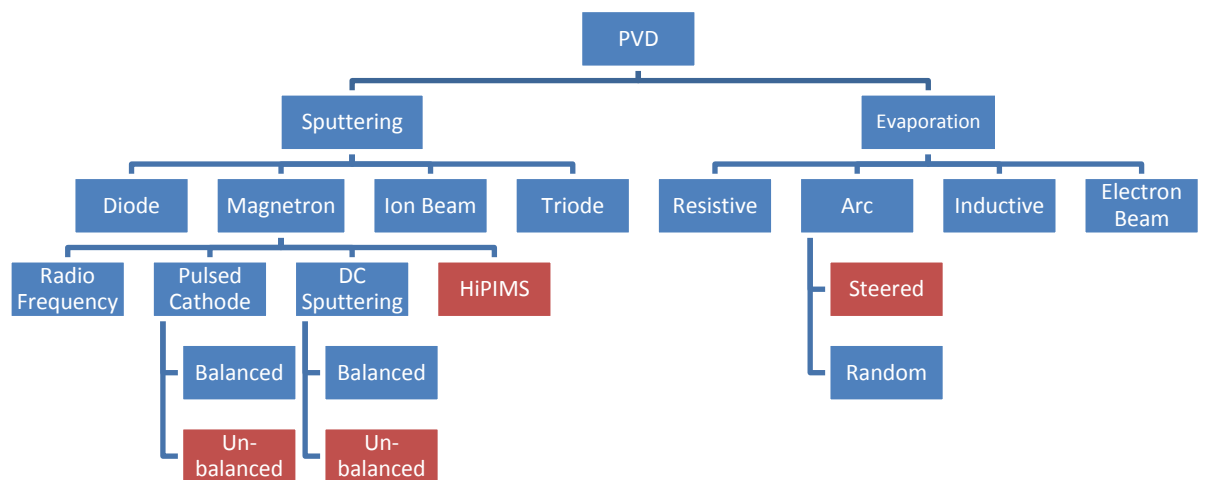 PVD
Sputtering
Evaporation
Diode
Magnetron
Ion Beam
Triode
Resistive
Arc
Inductive
Electron
Beam
Radio
Frequency
Pulsed
Cathode
DC
Sputtering
HiPIMS
Steered
Balanced
Balanced
Random
Un-
balanced
Un-
balanced